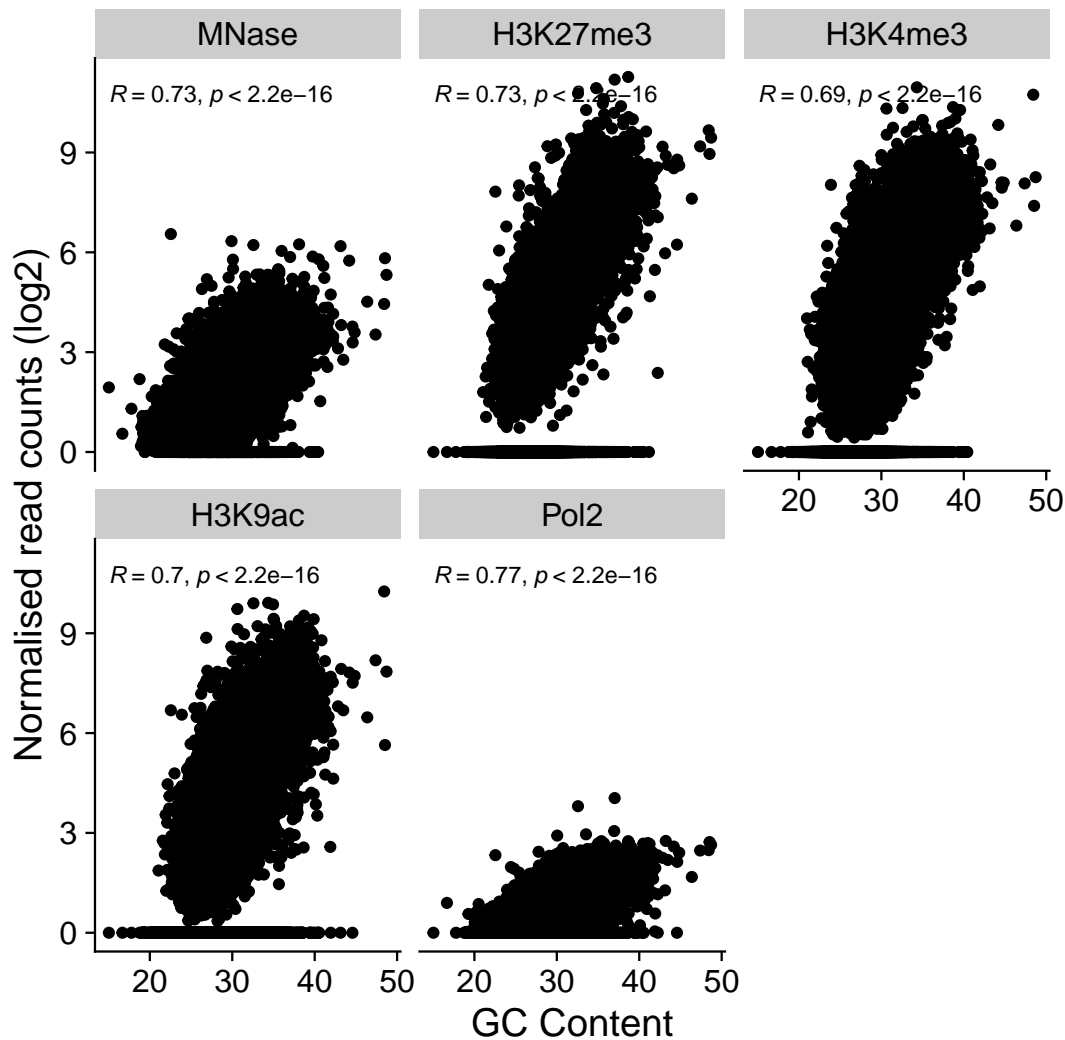 MNase
H3K27me3
H3K4me3
R = 0.73, p < 2.2e−16
R = 0.73, p < 2.2e−16
R = 0.69, p < 2.2e−16
9
6
3
0
20 30 40 50
H3K9ac
Pol2
R = 0.7, p < 2.2e−16
R = 0.77, p < 2.2e−16
9
6
3
0
20 30 40 50
20 30 40 50
Normalised read counts (log2)
GC Content